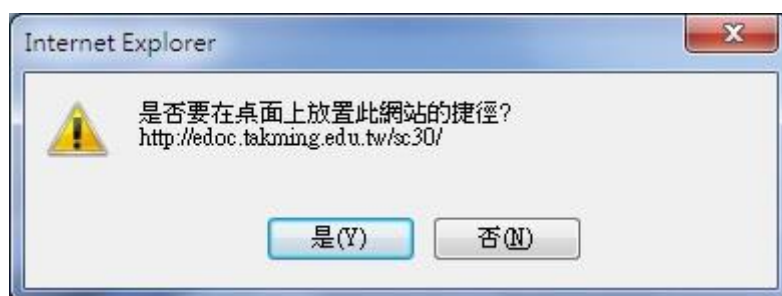 Internet Explorer
是否要在桌面上放置此網站的捷徑?
http://edoc.takming.edu.tw/sc30/
是(Y)
否(N)